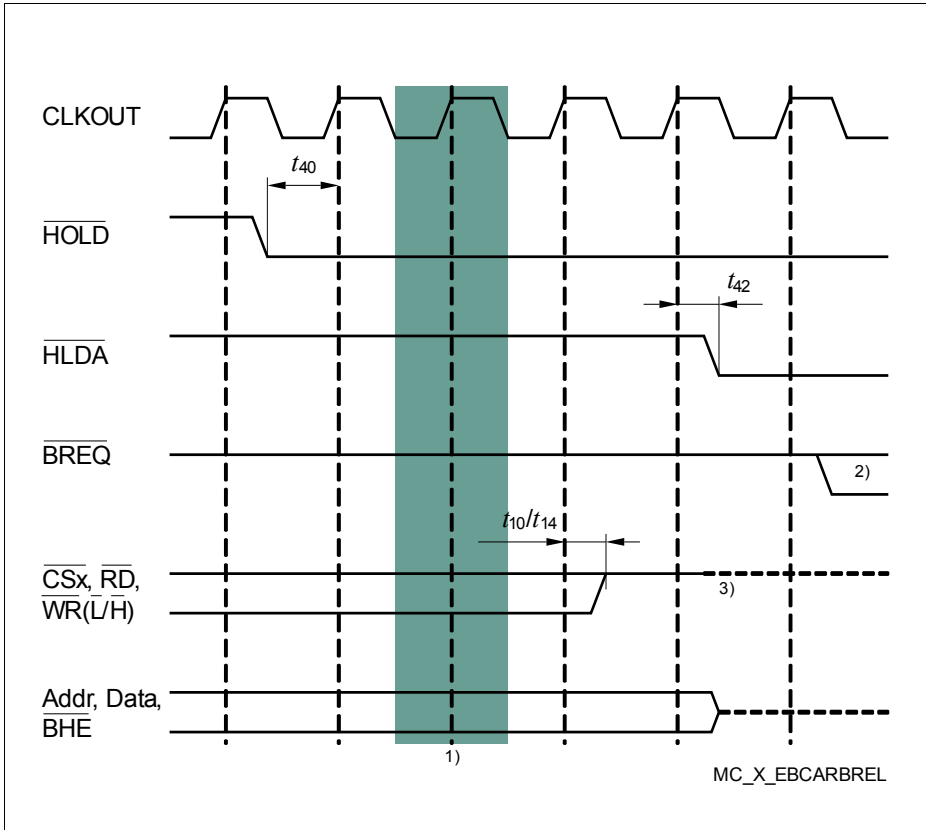 CLKOUT
t40
HOLD
t42
HLDA
BREQ
2)
t10/t14
CSx, RD,
WR(L/H)
3)
Addr, Data,
BHE
1)
MC_X_EBCARBREL